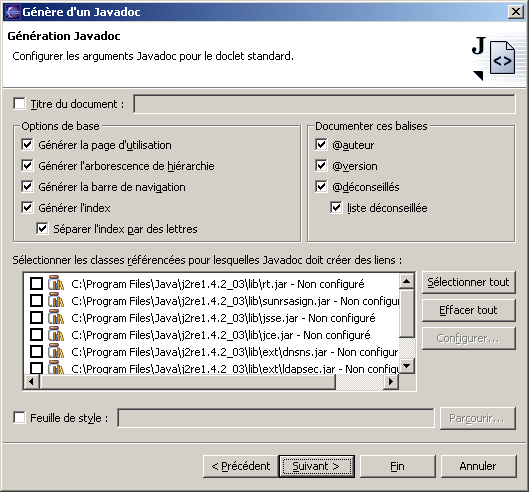 Génère d'un Javadoc
Génération Javadoc
Configurer les arguments Javadoc pour le doclet standard.
J
<>
Titre du document :
Options de base
Générer la page d'utilisation
Générer l'arborescence de hiérarchie
Générer la barre de navigation
Générer l'index
Séparer l'index par des lettres
Documenter ces balises
@auteur
@version
@déconseillés
liste déconseillée
Sélectionner les classes référencées pour lesquelles Javadoc doit créer des liens :
C:\Program Files\Java\j2re1.4.2_03\lib\rt.jar - Non configuré
C:\Program Files\Java\j2re1.4.2_03\lib\sunrsasign.jar - Non configu
C:\Program Files\Java\j2re1.4.2_03\lib\jsse.jar - Non configuré
C:\Program Files\Java\j2re1.4.2_03\lib\jce.jar - Non configuré
C:\Program Files\Java\j2re1.4.2_03\lib\ext\dnsns.jar - Non configu
C:\Program Files\Java\j2re1.4.2_03\lib\ext\ldapsec.jar - Non config
Sélectionner tout
Effacer tout
Configurer...
Feuille de style :
Parcourir...
< Précédent
Suivant >
Fin
Annuler